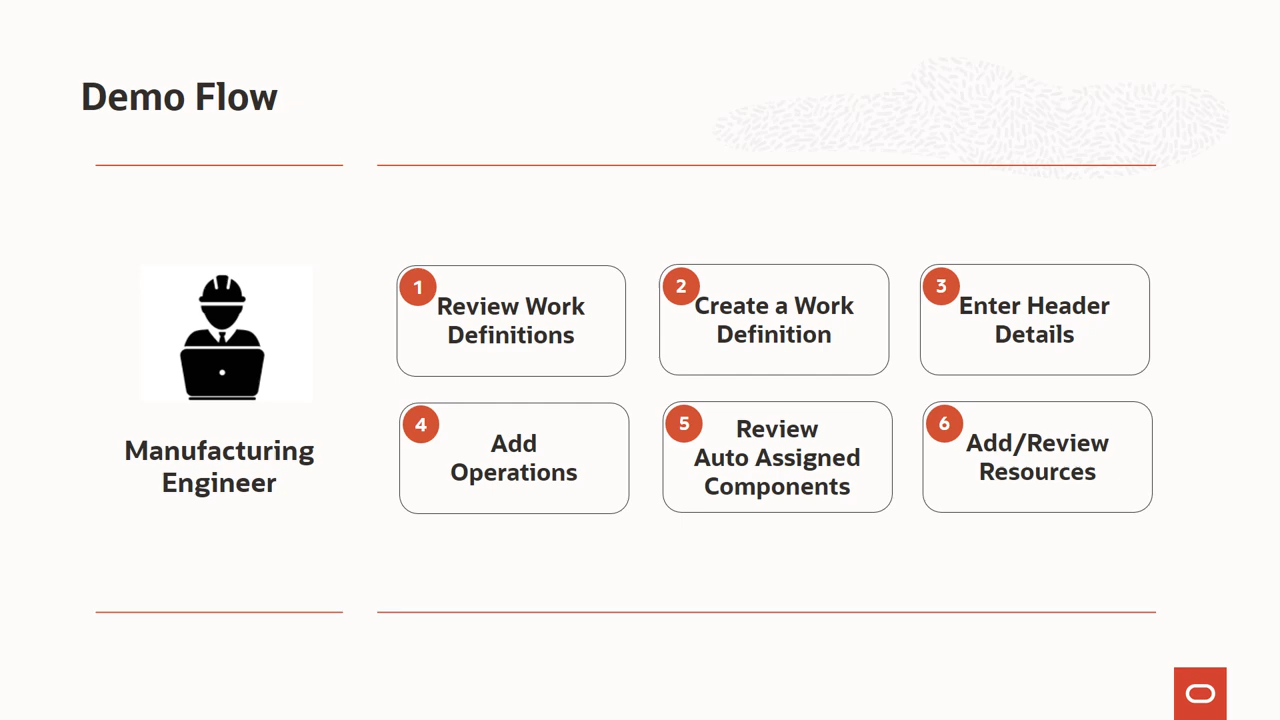 Demo Flow
Manufacturing
Engineer
1
Review Work
Definitions
2
Create a Work
Definition
3
Enter Header
Details
4
Add
Operations
5
Review
Auto Assigned
Components
6
Add/Review
Resources